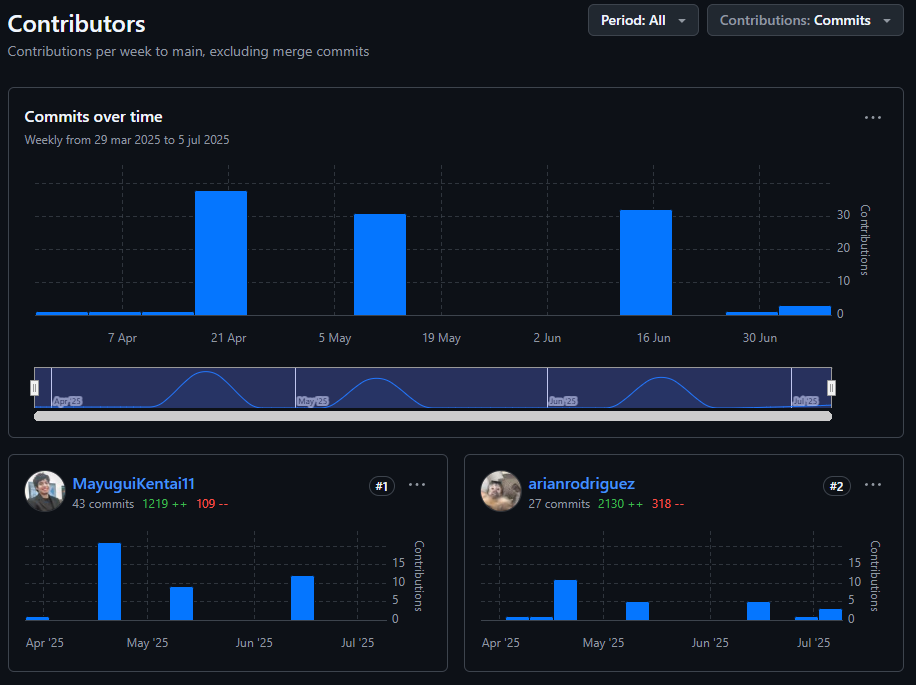 Contributors
Period: All
Contributions: Commits
Contributions per week to main, excluding merge commits
Commits over time
Weekly from 29 mar 2025 to 5 jul 2025
30
20
10
0
Contributions
7 Apr
21 Apr
5 May
19 May
2 Jun
16 Jun
30 Jun
Apr '25
May '25
Jun '25
Jul '25
MayuguiKentai11
#1
43 commits 1219 ++ 109 --
15
10
5
0
Contributions
Apr '25
May '25
Jun '25
Jul '25
arianrodriguez
#2
27 commits 2130 ++ 318 --
15
10
5
0
Contributions
Apr '25
May '25
Jun '25
Jul '25